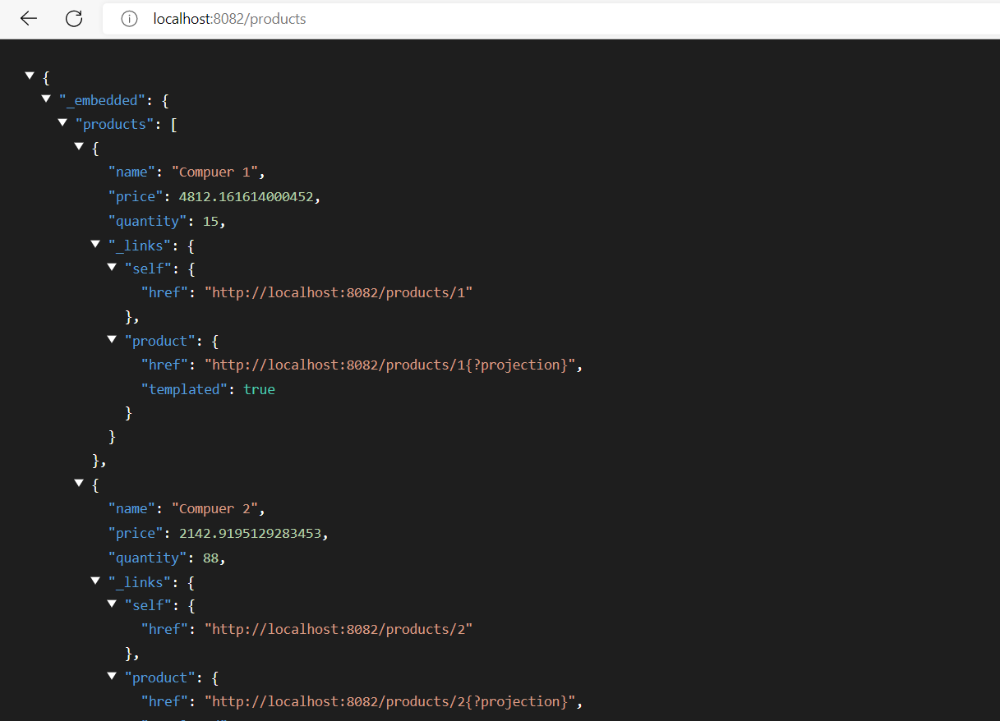 localhost:8082/products
{
"_embedded": {
"products": [
{
"name": "Compuer 1",
"price": 4812.161614000452,
"quantity": 15,
"_links": {
"self": {
"href": "http://localhost:8082/products/1"
},
"product": {
"href": "http://localhost:8082/products/1{?projection}",
"templated": true
}
}
},
{
"name": "Compuer 2",
"price": 2142.9195129283453,
"quantity": 88,
"_links": {
"self": {
"href": "http://localhost:8082/products/2"
},
"product": {
"href": "http://localhost:8082/products/2{?projection}",